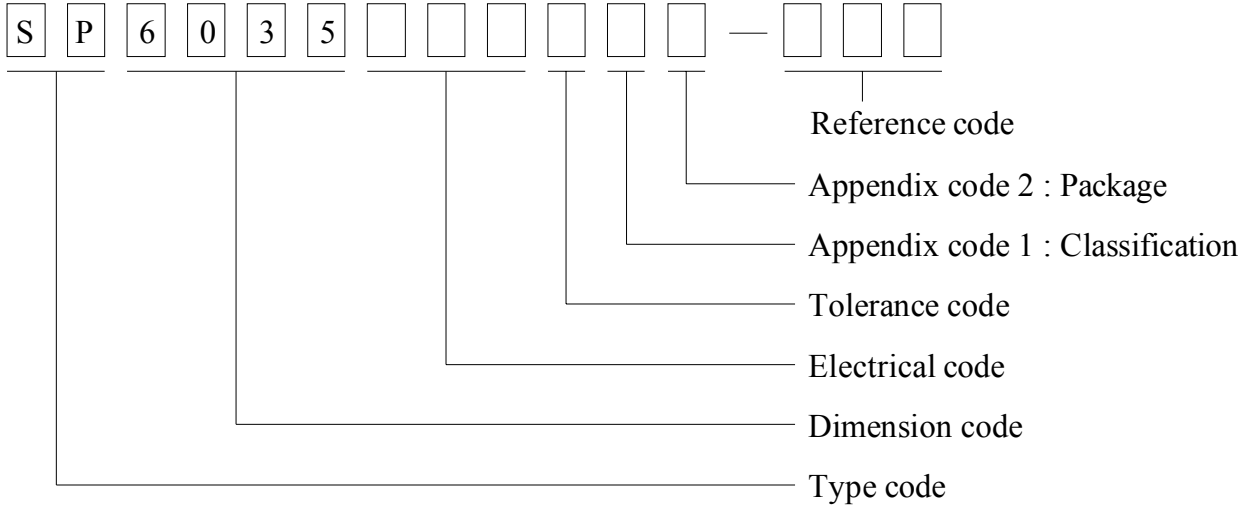 S P 6 0 3 5 —
Reference code
Appendix code 2 : Package
Appendix code 1 : Classification
Tolerance code
Electrical code
Dimension code
Type code